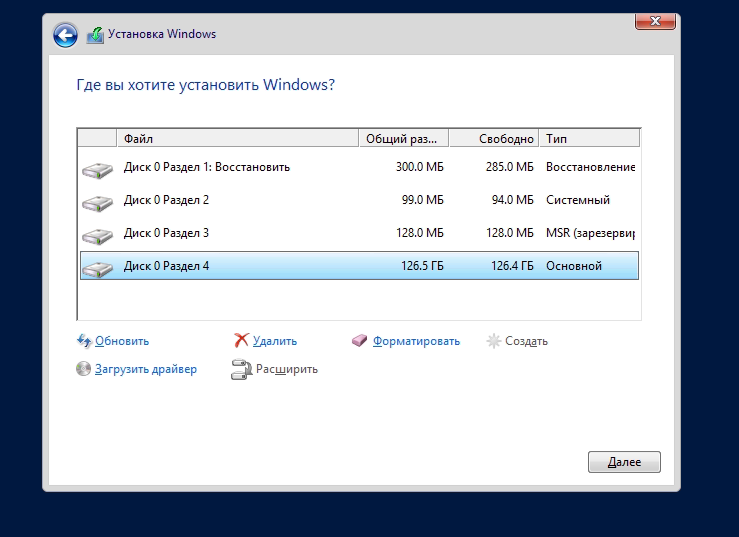 Установка Windows
Где вы хотите установить Windows?
Файл Общий раз... Свободно Тип
Диск 0 Раздел 1: Восстановить 300.0 МБ 285.0 МБ Восстановление
Диск 0 Раздел 2 99.0 МБ 94.0 МБ Системный
Диск 0 Раздел 3 128.0 МБ 128.0 МБ MSR (зарезервир
Диск 0 Раздел 4 126.5 ГБ 126.4 ГБ Основной
Обновить Удалить Форматировать Создать
Загрузить драйвер Расширить
Далее